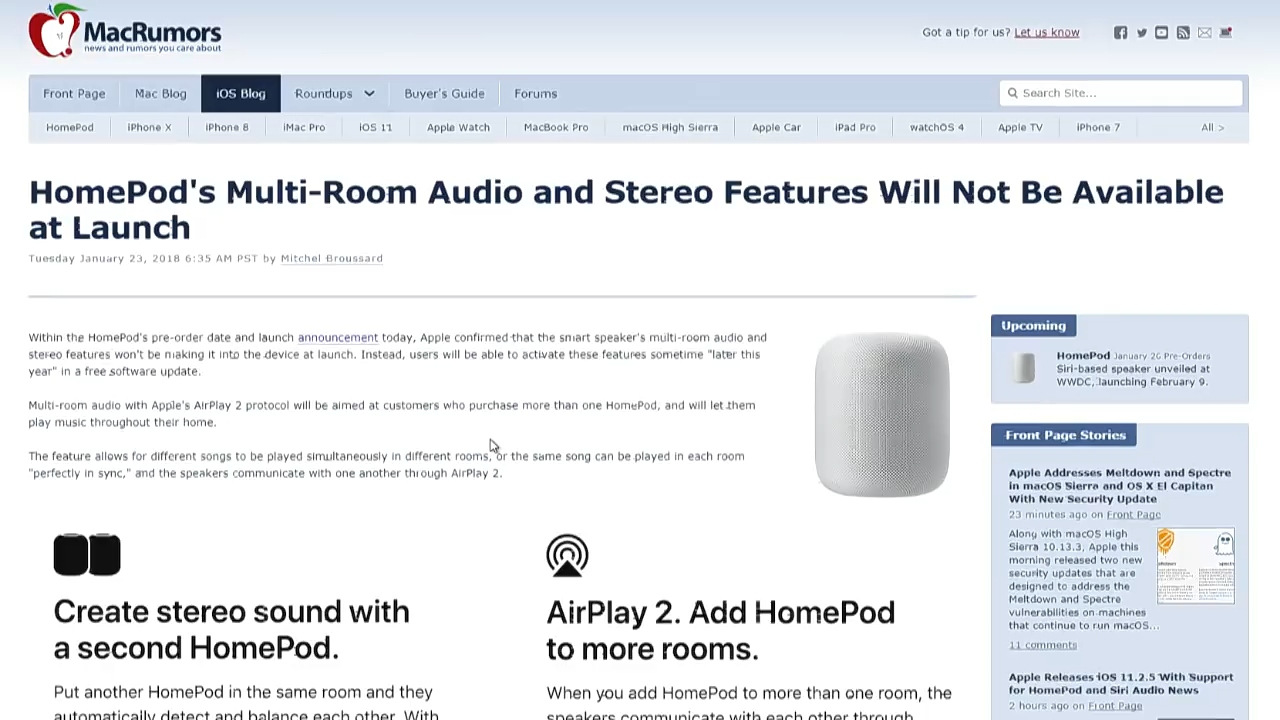 MacRumors
news and rumors you care about
Got a tip for us? Let us know
Front Page Mac Blog iOS Blog Roundups Buyer's Guide Forums
Search Site...
HomePod iPhone X iPhone 8 iMac Pro iOS 11 Apple Watch MacBook Pro macOS High Sierra Apple Car iPad Pro watchOS 4 Apple TV iPhone 7 All >
HomePod's Multi-Room Audio and Stereo Features Will Not Be Available
at Launch
Tuesday January 23, 2018 6:35 AM PST by Mitchel Broussard
Within the HomePod's pre-order date and launch announcement today, Apple confirmed that the smart speaker's multi-room audio and
stereo features won't be making it into the device at launch. Instead, users will be able to activate these features sometime "later this
year" in a free software update.
Multi-room audio with Apple's AirPlay 2 protocol will be aimed at customers who purchase more than one HomePod, and will let them
play music throughout their home.
The feature allows for different songs to be played simultaneously in different rooms, or the same song can be played in each room
"perfectly in sync," and the speakers communicate with one another through AirPlay 2.
Create stereo sound with
a second HomePod.
Put another HomePod in the same room and they
automatically detect and balance each other. With
AirPlay 2. Add HomePod
to more rooms.
When you add HomePod to more than one room, the
speakers communicate with each other through
Upcoming
HomePod January 26 Pre-Orders
Siri-based speaker unveiled at
WWDC, launching February 9.
Front Page Stories
Apple Addresses Meltdown and Spectre
in macOS Sierra and OS X El Capitan
With New Security Update
23 minutes ago on Front Page
Along with macOS High
Sierra 10.13.3, Apple this
morning released two new
security updates that are
designed to address the
Meltdown and Spectre
vulnerabilities on machines
that continue to run macOS...
11 comments
Apple Releases iOS 11.2.5 With Support
for HomePod and Siri Audio News
2 hours ago on Front Page